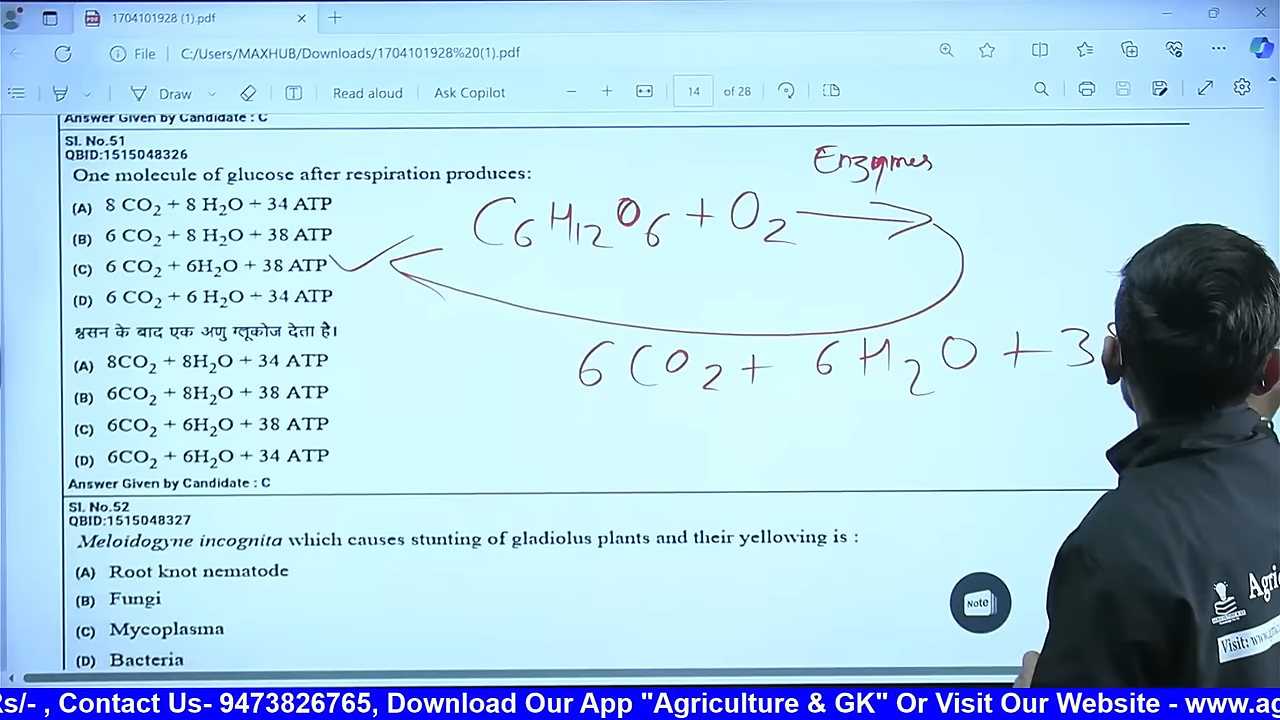 1704101928 (1).pdf
File
C:/Users/MAXHUB/Downloads/1704101928%20(1).pdf
Draw
Read aloud
Ask Copilot
14
of 28
Answer Given by Candidate : C
Sl. No.51
QBID:1515048326
One molecule of glucose after respiration produces:
(A) 8 CO2 + 8 H2O + 34 ATP
(B) 6 CO2 + 8 H2O + 38 ATP
(C) 6 CO2 + 6H2O + 38 ATP
(D) 6 CO2 + 6 H2O + 34 ATP
Enzymes
C6H12O6 + O2
6CO2 + 6H2O + 3
श्वसन के बाद एक अणु ग्लूकोज देता है।
(A) 8CO2 + 8H2O + 34 ATP
(B) 6CO2 + 8H2O + 38 ATP
(C) 6CO2 + 6H2O + 38 ATP
(D) 6CO2 + 6H2O + 34 ATP
Answer Given by Candidate : C
Sl. No.52
QBID:1515048327
Meloidogyne incognita which causes stunting of gladiolus plants and their yellowing is :
(A) Root knot nematode
(B) Fungi
(C) Mycoplasma
(D) Bacteria
Note
Agri
Visit: www.
Rs/- , Contact Us- 9473826765, Download Our App "Agriculture & GK" Or Visit Our Website - www.ag